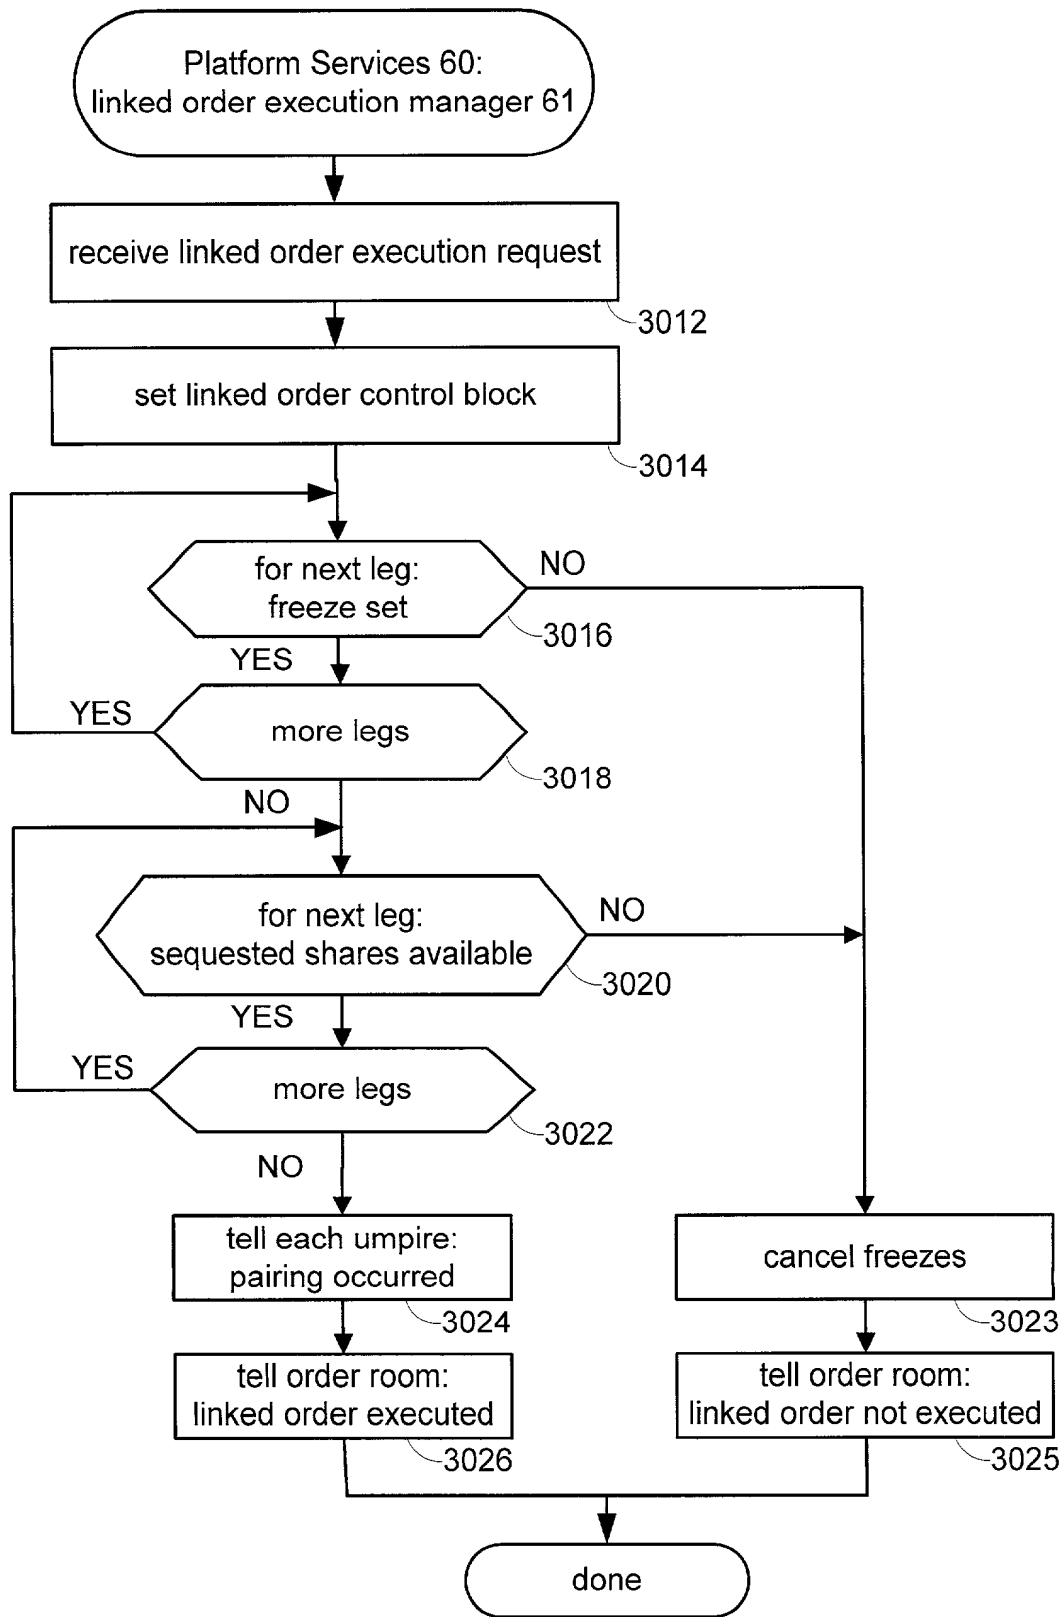 Platform Services 60:
linked order execution manager 61
receive linked order execution request
3012
set linked order control block
3014
for next leg:
freeze set
NO
3016
YES
YES
more legs
3018
NO
for next leg:
sequested shares available
NO
3020
YES
YES
more legs
3022
NO
tell each umpire:
pairing occurred
3024
cancel freezes
3023
tell order room:
linked order executed
3026
tell order room:
linked order not executed
3025
done